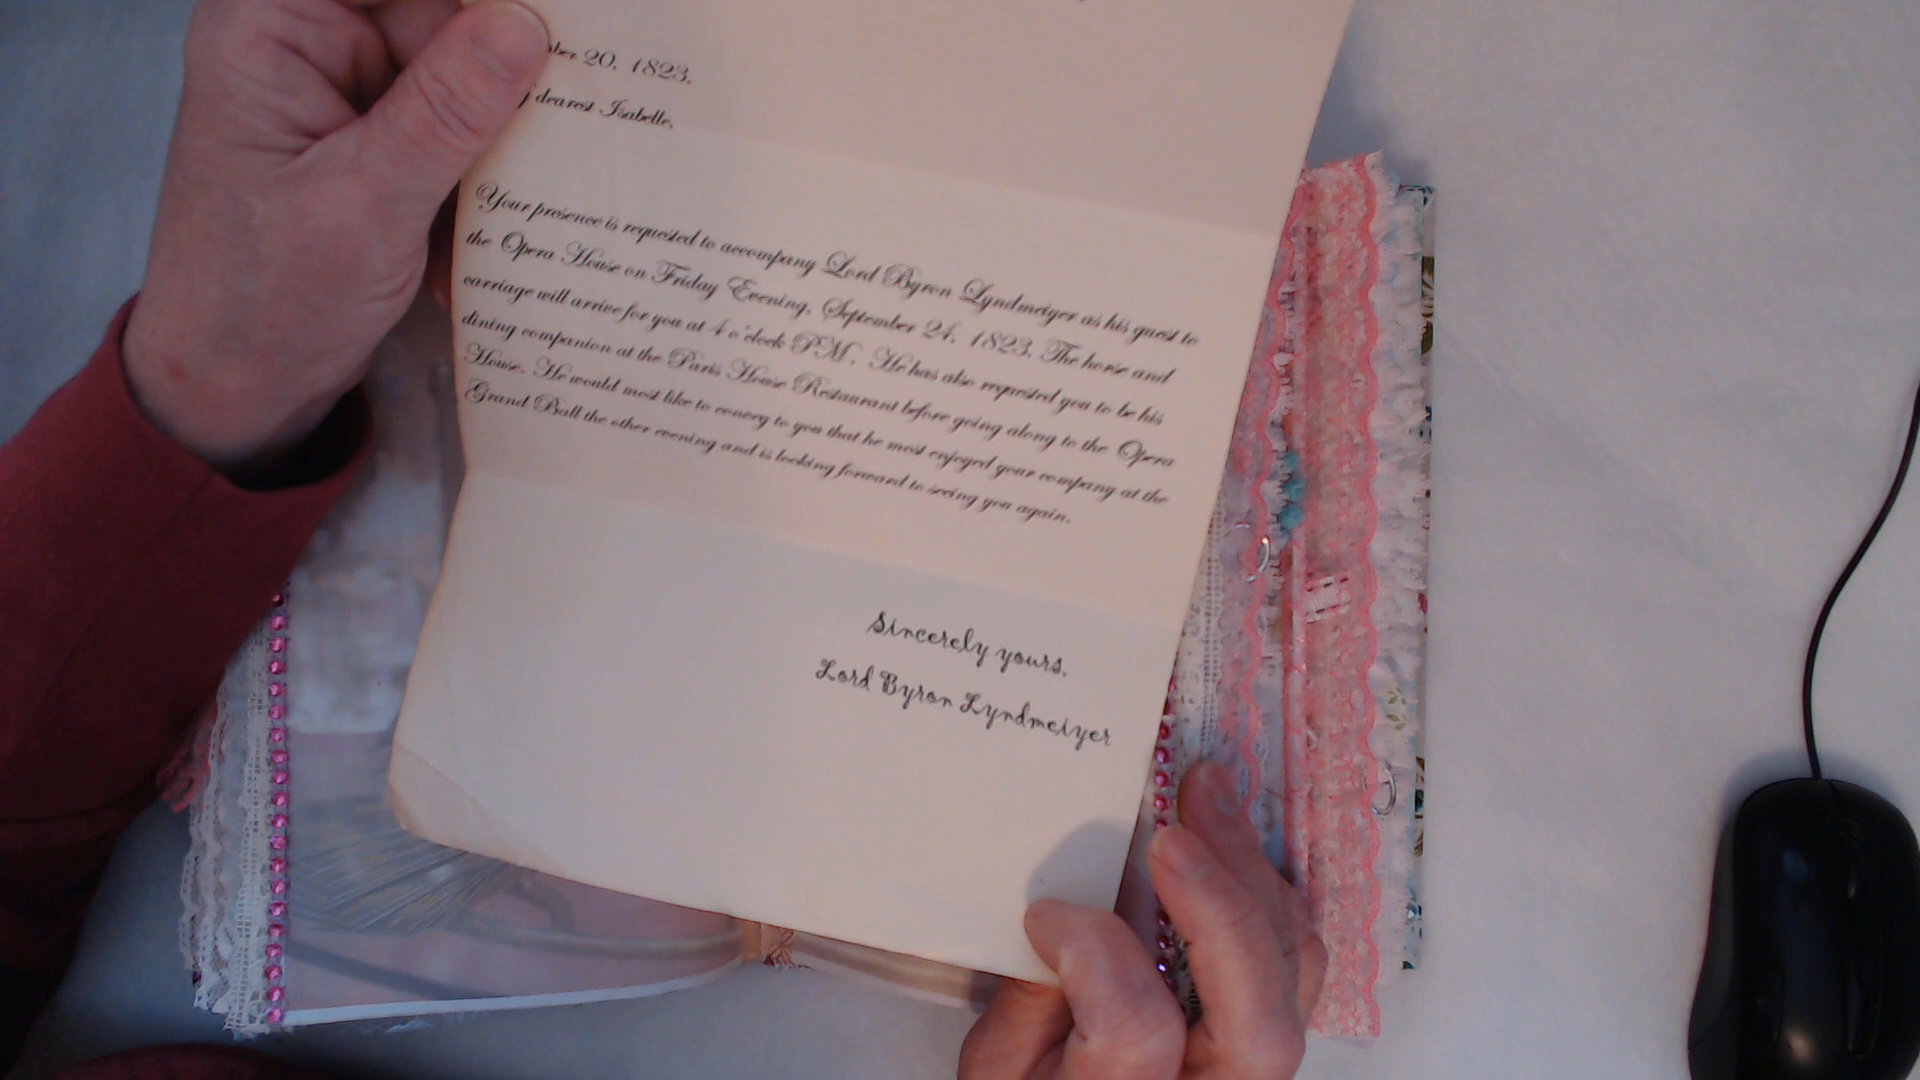 ber 20, 1823,
dearest Isabelle,
Your presence is requested to accompany Lord Byron Lyndmeiyer as his guest to
the Opera House on Friday Evening, September 24, 1823. The horse and
carriage will arrive for you at 4 o'clock PM. He has also requested you to be his
dining companion at the Paris House Restaurant before going along to the Opera
House. He would most like to convey to you that he most enjoyed your company at the
Grand Ball the other evening and is looking forward to seeing you again.
Sincerely yours,
Lord Byron Lyndmeiyer